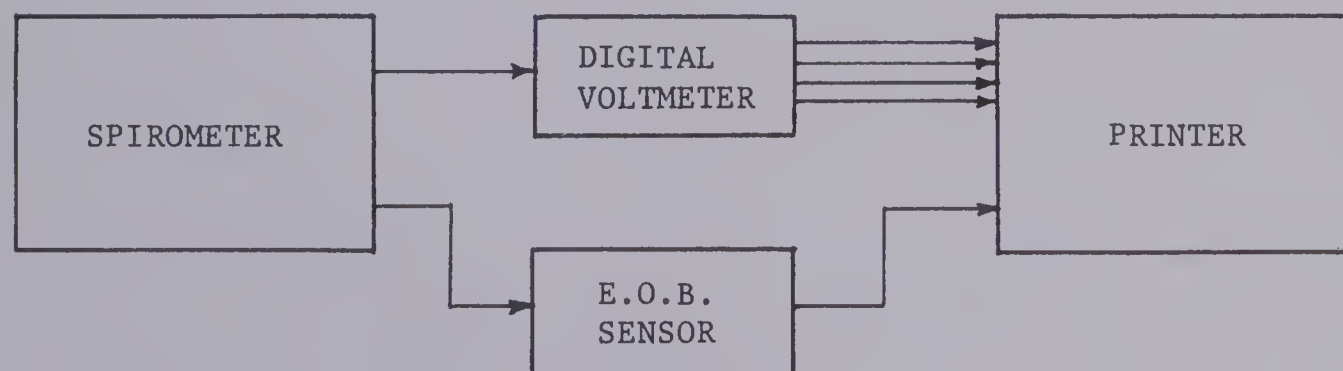 SPIROMETER
DIGITAL
VOLTMETER
PRINTER
E.O.B.
SENSOR